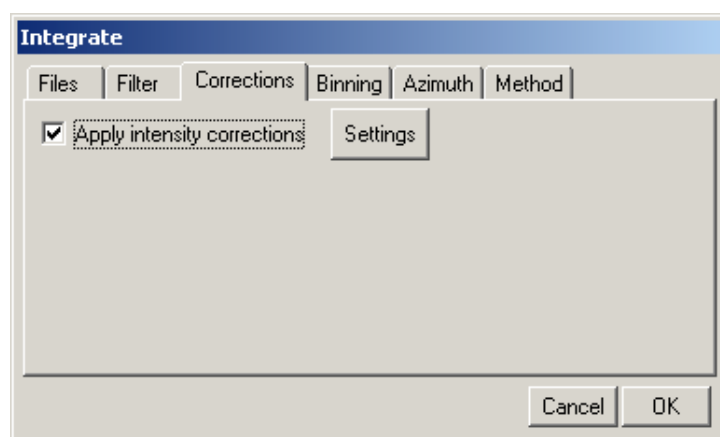 Integrate
Files Filter Corrections Binning Azimuth Method
Apply intensity corrections Settings
Cancel OK